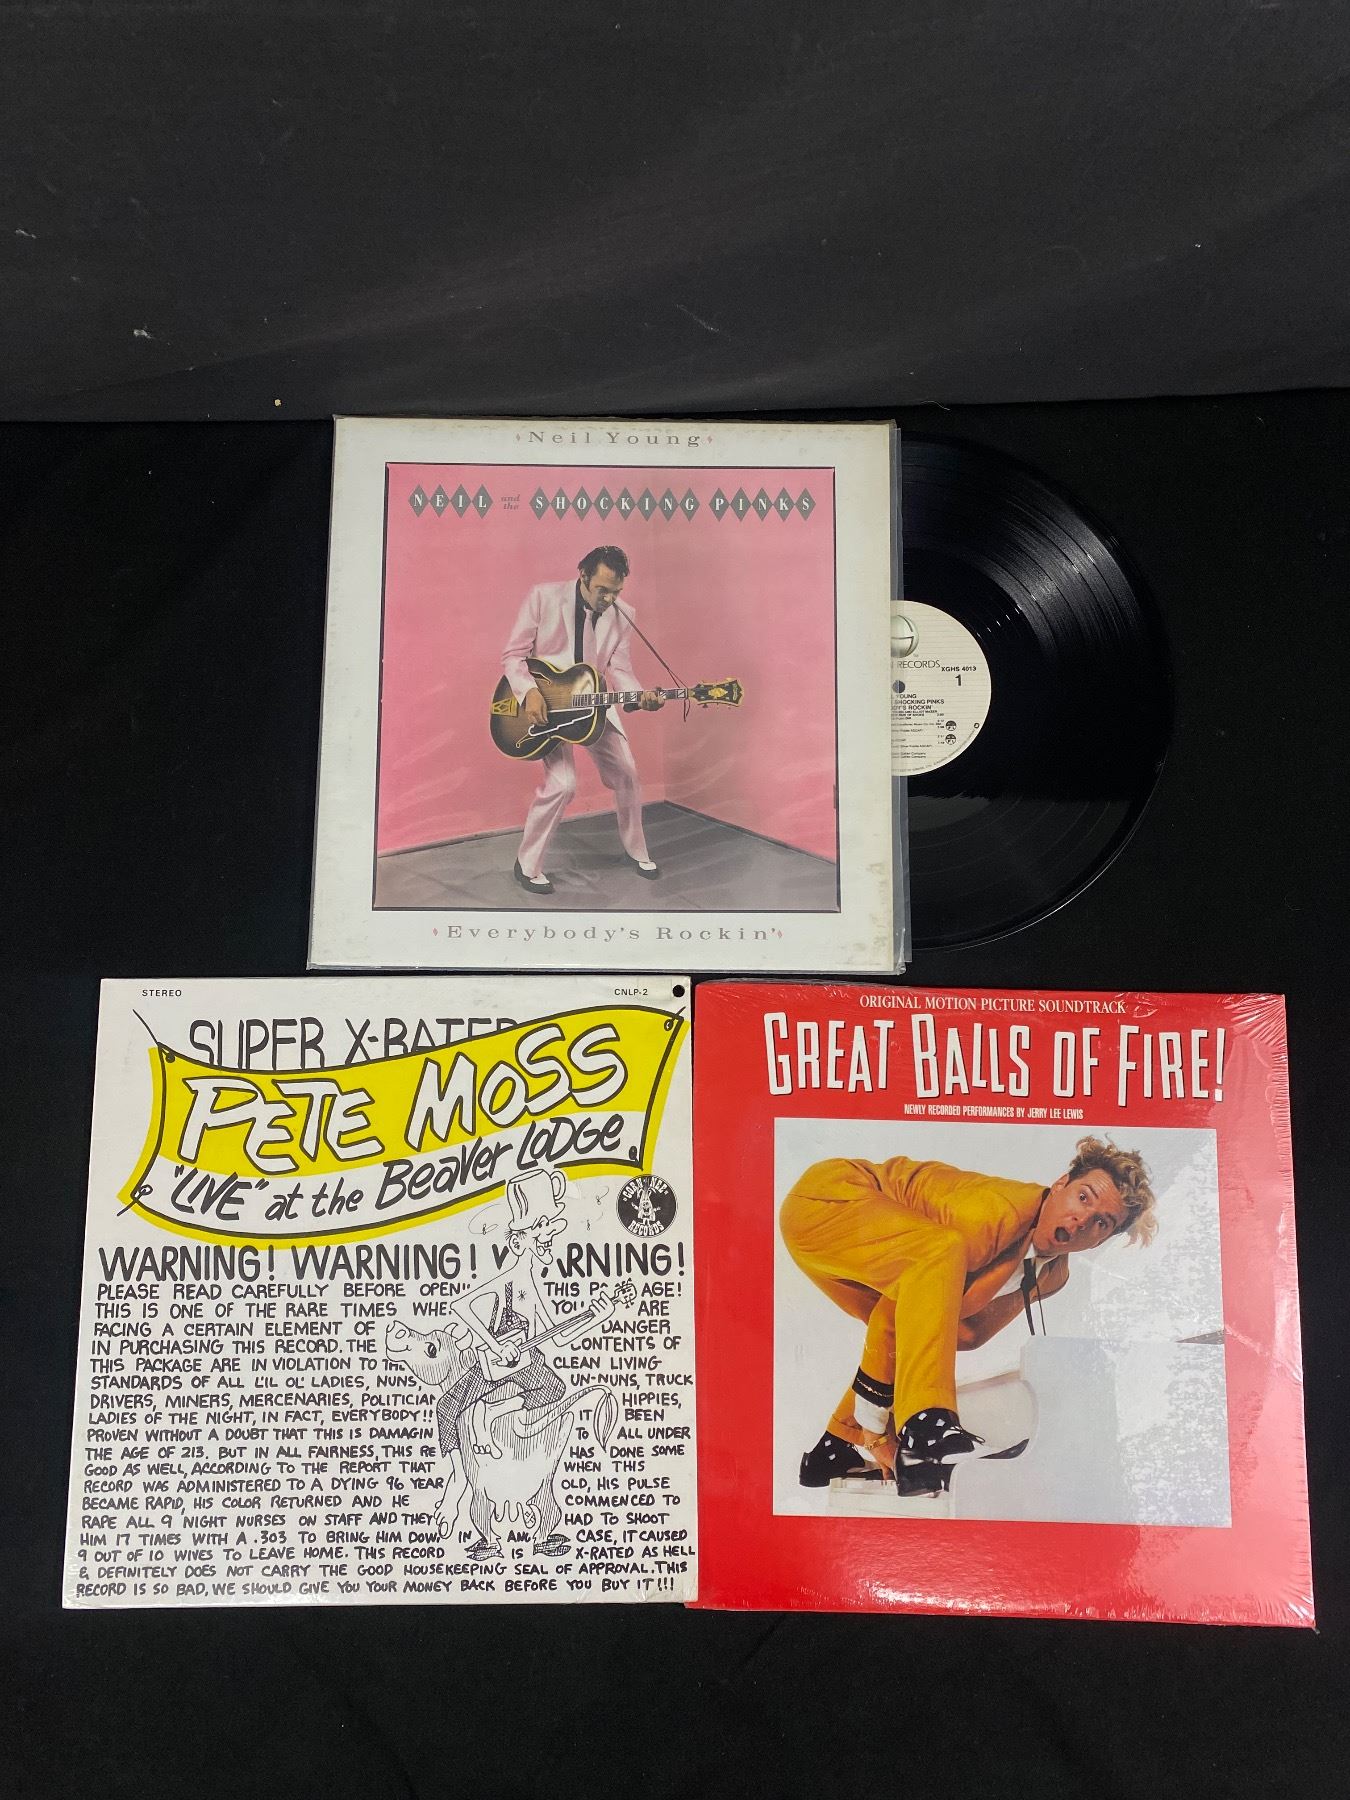 Neil Young
NEIL and the SHOCKING PINKS
Everybody's Rockin'
RECORDS
XGHS 4013
1
YOUNG
SHOCKING PINKS
ROCKIN'
STEREO
CNLP-2
SUPER X-RATED
PETE MOSS
"LIVE" at the Beaver Lodge
RECORDS
WARNING! WARNING! WARNING!
PLEASE READ CAREFULLY BEFORE OPEN THIS PACKAGE!
THIS IS ONE OF THE RARE TIMES WHE YOU ARE
FACING A CERTAIN ELEMENT OF DANGER
IN PURCHASING THIS RECORD. THE CONTENTS OF
THIS PACKAGE ARE IN VIOLATION TO THE CLEAN LIVING
STANDARDS OF ALL L'IL OL' LADIES, NUNS, UN-NUNS, TRUCK
DRIVERS, MINERS, MERCENARIES, POLITICIAN HIPPIES,
LADIES OF THE NIGHT, IN FACT, EVERYBODY!! IT BEEN
PROVEN WITHOUT A DOUBT THAT THIS IS DAMAGIN TO ALL UNDER
THE AGE OF 213. BUT IN ALL FAIRNESS, THIS RE HAS DONE SOME
GOOD AS WELL, ACCORDING TO THE REPORT THAT WHEN THIS
RECORD WAS ADMINISTERED TO A DYING 96 YEAR OLD, HIS PULSE
BECAME RAPID, HIS COLOR RETURNED AND HE COMMENCED TO
RAPE ALL 9 NIGHT NURSES ON STAFF AND THEY HAD TO SHOOT
HIM 17 TIMES WITH A .303 TO BRING HIM DOWN IN ANY CASE, IT CAUSED
9 OUT OF 10 WIVES TO LEAVE HOME. THIS RECORD IS X-RATED AS HELL
& DEFINITELY DOES NOT CARRY THE GOOD HOUSEKEEPING SEAL OF APPROVAL. THIS
RECORD IS SO BAD, WE SHOULD GIVE YOU YOUR MONEY BACK BEFORE YOU BUY IT!!!
ORIGINAL MOTION PICTURE SOUNDTRACK
GREAT BALLS OF FIRE!
NEWLY RECORDED PERFORMANCES BY JERRY LEE LEWIS